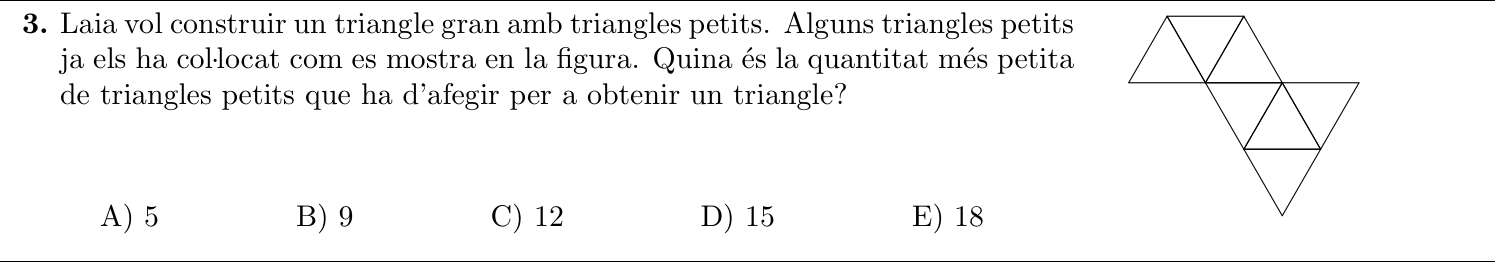 3. Laia vol construir un triangle gran amb triangles petits. Alguns triangles petits
ja els ha col·locat com es mostra en la figura. Quina és la quantitat més petita
de triangles petits que ha d'afegir per a obtenir un triangle?
A) 5 B) 9 C) 12 D) 15 E) 18